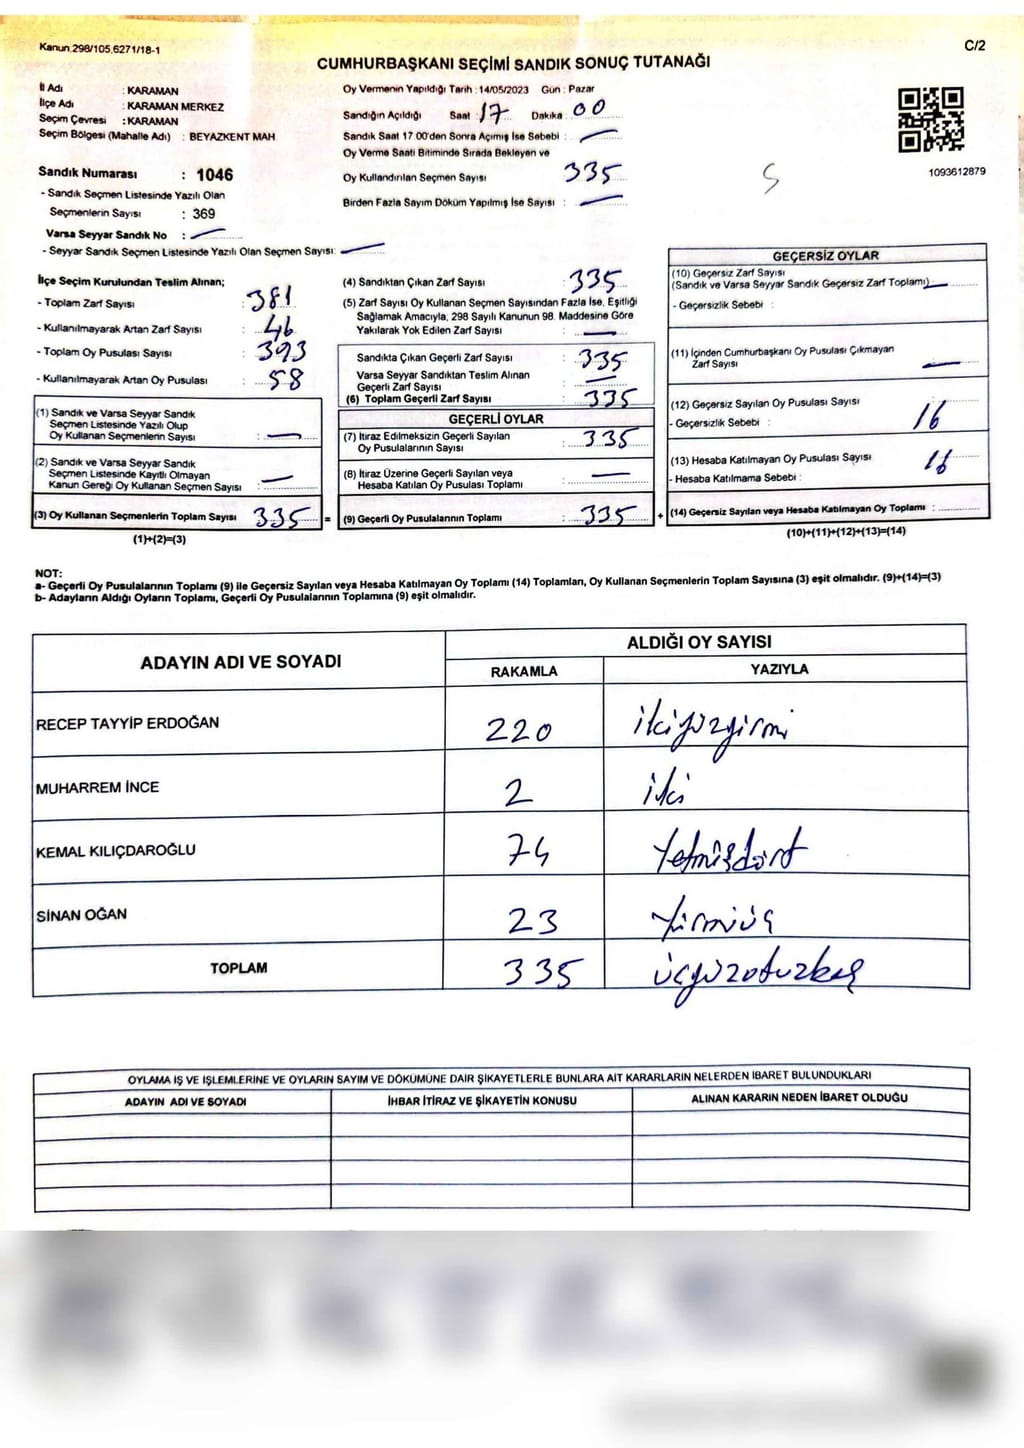 Kanun.298/105,6271/18-1
C/2
CUMHURBAŞKANI SEÇİMİ SANDIK SONUÇ TUTANAĞI
İl Adı : KARAMAN
İlçe Adı : KARAMAN MERKEZ
Seçim Çevresi : KARAMAN
Seçim Bölgesi (Mahalle Adı) : BEYAZKENT MAH.
Sandık Numarası : 1046
- Sandık Seçmen Listesinde Yazılı Olan
Seçmenlerin Sayısı : 369
Varsa Seyyar Sandık No : —
- Seyyar Sandık Seçmen Listesinde Yazılı Olan Seçmen Sayısı: —
Oy Vermenin Yapıldığı Tarih : 14/05/2023 Gün : Pazar
Sandığın Açıldığı Saat : 17 Dakika 00
Sandık Saat 17.00'den Sonra Açımış İse Sebebi : —
Oy Verme Saati Bitiminde Sırada Bekleyen ve
Oy Kullandırılan Seçmen Sayısı : 335
Birden Fazla Sayım Döküm Yapılmış İse Sayısı : —
S
1093612879
İlçe Seçim Kurulundan Teslim Alınan;
- Toplam Zarf Sayısı : 381
- Kullanılmayarak Artan Zarf Sayısı : 46
- Toplam Oy Pusulası Sayısı : 393
- Kullanılmayarak Artan Oy Pusulası : 58
(1) Sandık ve Varsa Seyyar Sandık
Seçmen Listesinde Yazılı Olup
Oy Kullanan Seçmenlerin Sayısı : —
(2) Sandık ve Varsa Seyyar Sandık
Seçmen Listesinde Kayıtlı Olmayan
Kanun Gereği Oy Kullanan Seçmen Sayısı : —
(3) Oy Kullanan Seçmenlerin Toplam Sayısı 335 =
(1)+(2)=(3)
(4) Sandıktan Çıkan Zarf Sayısı : 335
(5) Zarf Sayısı Oy Kullanan Seçmen Sayısından Fazla İse, Eşitliği
Sağlamak Amacıyla, 298 Sayılı Kanunun 98. Maddesine Göre
Yakılarak Yok Edilen Zarf Sayısı : —
Sandıkta Çıkan Geçerli Zarf Sayısı : 335
Varsa Seyyar Sandıktan Teslim Alınan
Geçerli Zarf Sayısı : —
(6) Toplam Geçerli Zarf Sayısı : 335
GEÇERLİ OYLAR
(7) İtiraz Edilmeksizin Geçerli Sayılan
Oy Pusulalarının Sayısı : 335
(8) İtiraz Üzerine Geçerli Sayılan veya
Hesaba Katılan Oy Pusulası Toplamı : —
(9) Geçerli Oy Pusulalarının Toplamı : 335 +
GEÇERSİZ OYLAR
(10) Geçersiz Zarf Sayısı
(Sandık ve Varsa Seyyar Sandık Geçersiz Zarf Toplamı) —
- Geçersizlik Sebebi :
(11) İçinden Cumhurbaşkanı Oy Pusulası Çıkmayan
Zarf Sayısı —
(12) Geçersiz Sayılan Oy Pusulası Sayısı
- Geçersizlik Sebebi : 16
(13) Hesaba Katılmayan Oy Pusulası Sayısı 16
- Hesaba Katılmama Sebebi :
(14) Geçersiz Sayılan veya Hesaba Katılmayan Oy Toplamı :
(10)+(11)+(12)+(13)=(14)
NOT:
a- Geçerli Oy Pusulalarının Toplamı (9) ile Geçersiz Sayılan veya Hesaba Katılmayan Oy Toplamı (14) Toplamları, Oy Kullanan Seçmenlerin Toplam Sayısına (3) eşit olmalıdır. (9)+(14)=(3)
b- Adayların Aldığı Oyların Toplamı, Geçerli Oy Pusulalarının Toplamına (9) eşit olmalıdır.
ADAYIN ADI VE SOYADI
ALDIĞI OY SAYISI
RAKAMLA YAZIYLA
RECEP TAYYİP ERDOĞAN 220 ikiyüzyirmi
MUHARREM İNCE 2 iki
KEMAL KILIÇDAROĞLU 74 Yetmişdört
SİNAN OĞAN 23 Yirmiüç
TOPLAM 335 üçyüzotuzbeş
OYLAMA İŞ VE İŞLEMLERİNE VE OYLARIN SAYIM VE DÖKÜMÜNE DAİR ŞİKAYETLERLE BUNLARA AİT KARARLARIN NELERDEN İBARET BULUNDUKLARI
ADAYIN ADI VE SOYADI İHBAR İTİRAZ VE ŞİKAYETİN KONUSU ALINAN KARARIN NEDEN İBARET OLDUĞU